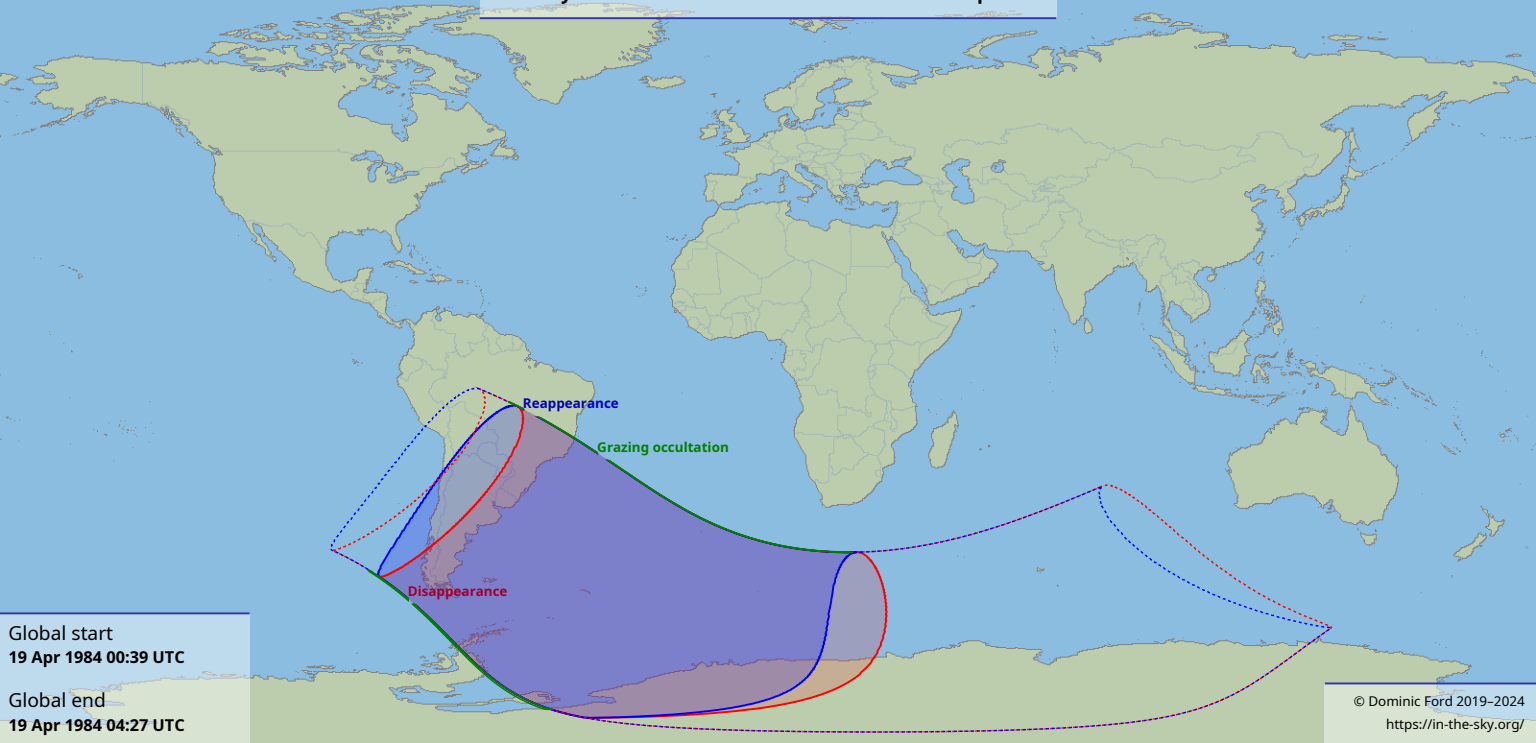 Reappearance
Grazing occultation
Disappearance
Global start
19 Apr 1984 00:39 UTC
Global end
19 Apr 1984 04:27 UTC
© Dominic Ford 2019–2024
https://in-the-sky.org/